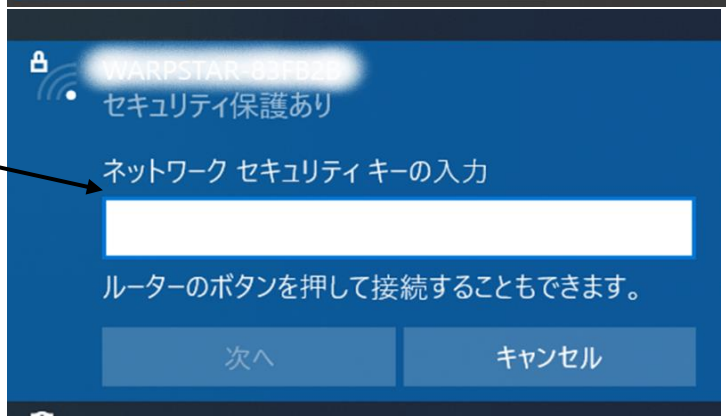 セキュリティ保護あり
ネットワーク セキュリティ キーの入力
ルーターのボタンを押して接続することもできます。
次へ
キャンセル